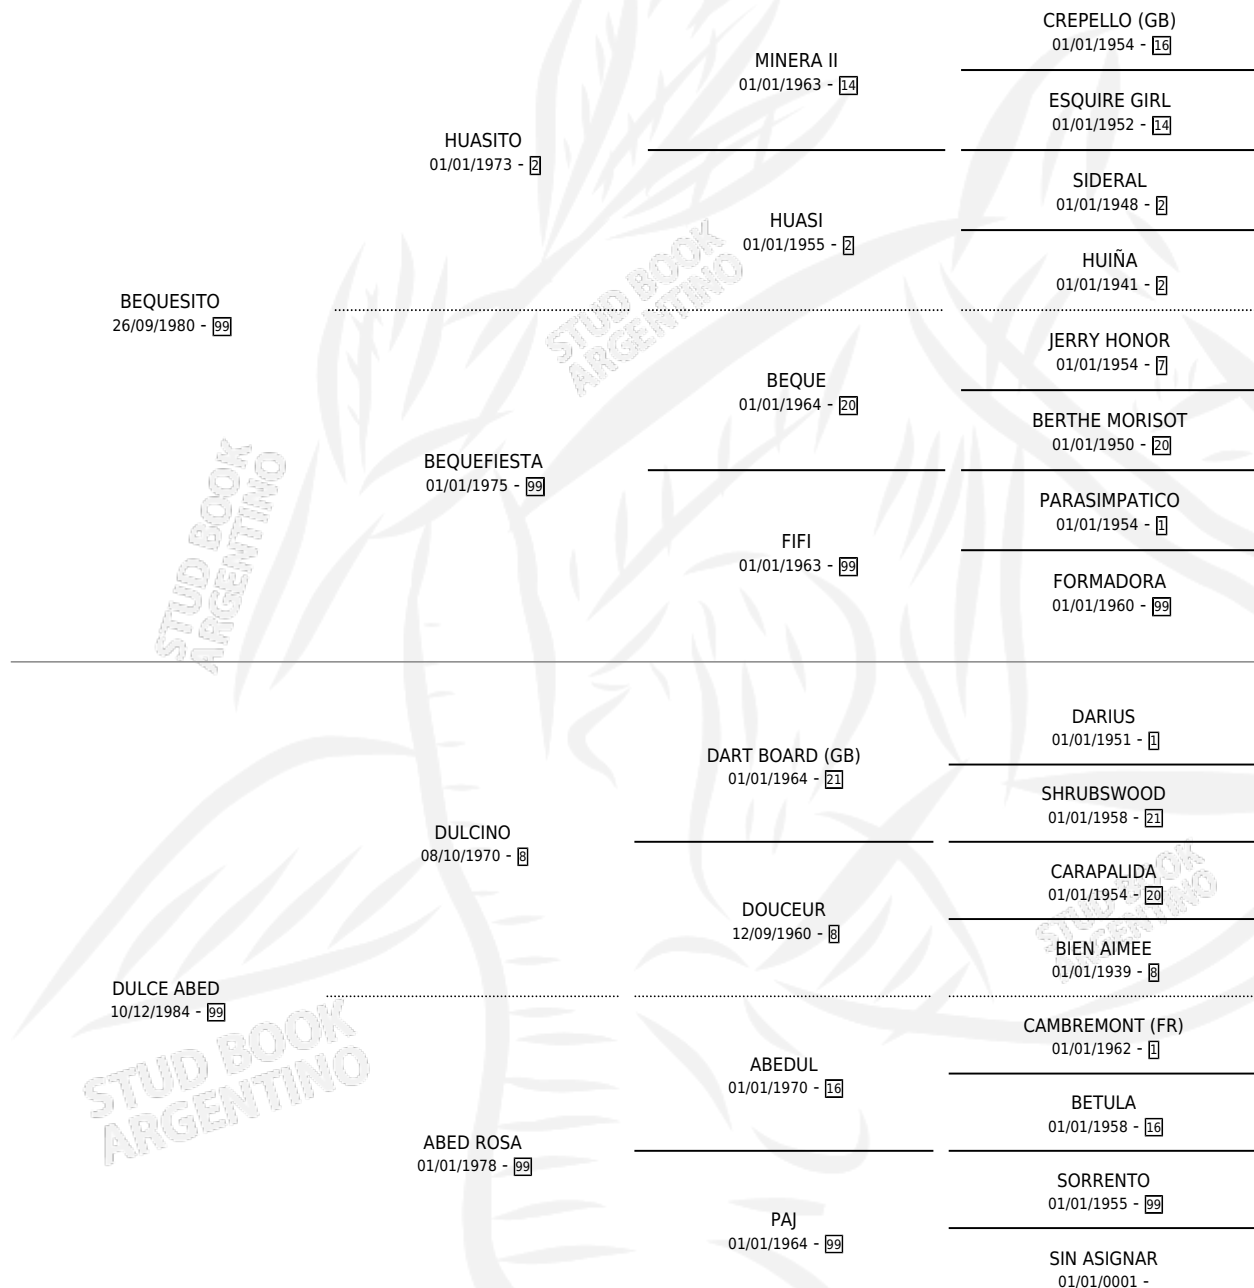 CREPELLO (GB)
01/01/1954 - 16
MINERA II
01/01/1963 - 14
ESQUIRE GIRL
01/01/1952 - 14
HUASITO
01/01/1973 - 2
SIDERAL
01/01/1948 - 2
HUASI
01/01/1955 - 2
HUIÑA
01/01/1941 - 2
BEQUESITO
26/09/1980 - 99
JERRY HONOR
01/01/1954 - 7
BEQUE
01/01/1964 - 20
BERTHE MORISOT
01/01/1950 - 20
BEQUEFIESTA
01/01/1975 - 99
PARASIMPATICO
01/01/1954 - 1
FIFI
01/01/1963 - 99
FORMADORA
01/01/1960 - 99
DARIUS
01/01/1951 - 1
DART BOARD (GB)
01/01/1964 - 21
SHRUBSWOOD
01/01/1958 - 21
DULCINO
08/10/1970 - 8
CARAPALIDA
01/01/1954 - 20
DOUCEUR
12/09/1960 - 8
BIEN AIMEE
01/01/1939 - 8
DULCE ABED
10/12/1984 - 99
CAMBREMONT (FR)
01/01/1962 - 1
ABEDUL
01/01/1970 - 16
BETULA
01/01/1958 - 16
ABED ROSA
01/01/1978 - 99
SORRENTO
01/01/1955 - 99
PAJ
01/01/1964 - 99
SIN ASIGNAR
01/01/0001 -
STUD BOOK
ARGENTINO
STUD BOOK
ARGENTINO
STUD BOOK
ARGENTINO
STUD BOOK
ARGENTINO